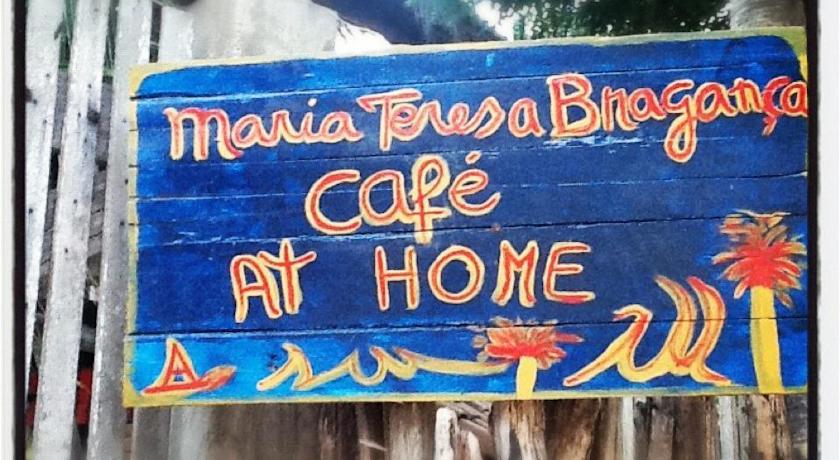 Maria Teresa Bragança
Café
AT HOME